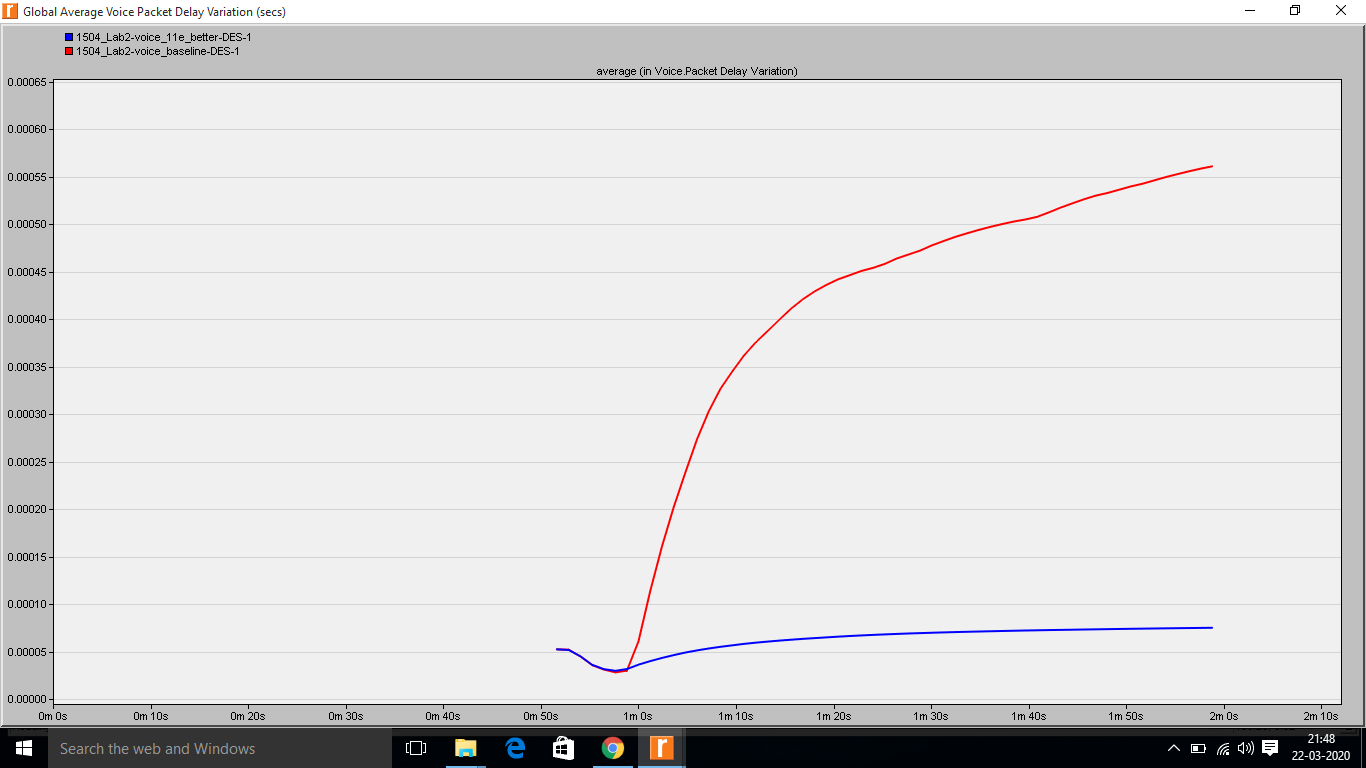 Global Average Voice Packet Delay Variation (secs)
1504_Lab2-voice_11e_better-DES-1
1504_Lab2-voice_baseline-DES-1
average (in Voice.Packet Delay Variation)
0.00065
0.00060
0.00055
0.00050
0.00045
0.00040
0.00035
0.00030
0.00025
0.00020
0.00015
0.00010
0.00005
0.00000
0m 0s 0m 10s 0m 20s 0m 30s 0m 40s 0m 50s 1m 0s 1m 10s 1m 20s 1m 30s 1m 40s 1m 50s 2m 0s 2m 10s
Search the web and Windows
21:48
22-03-2020